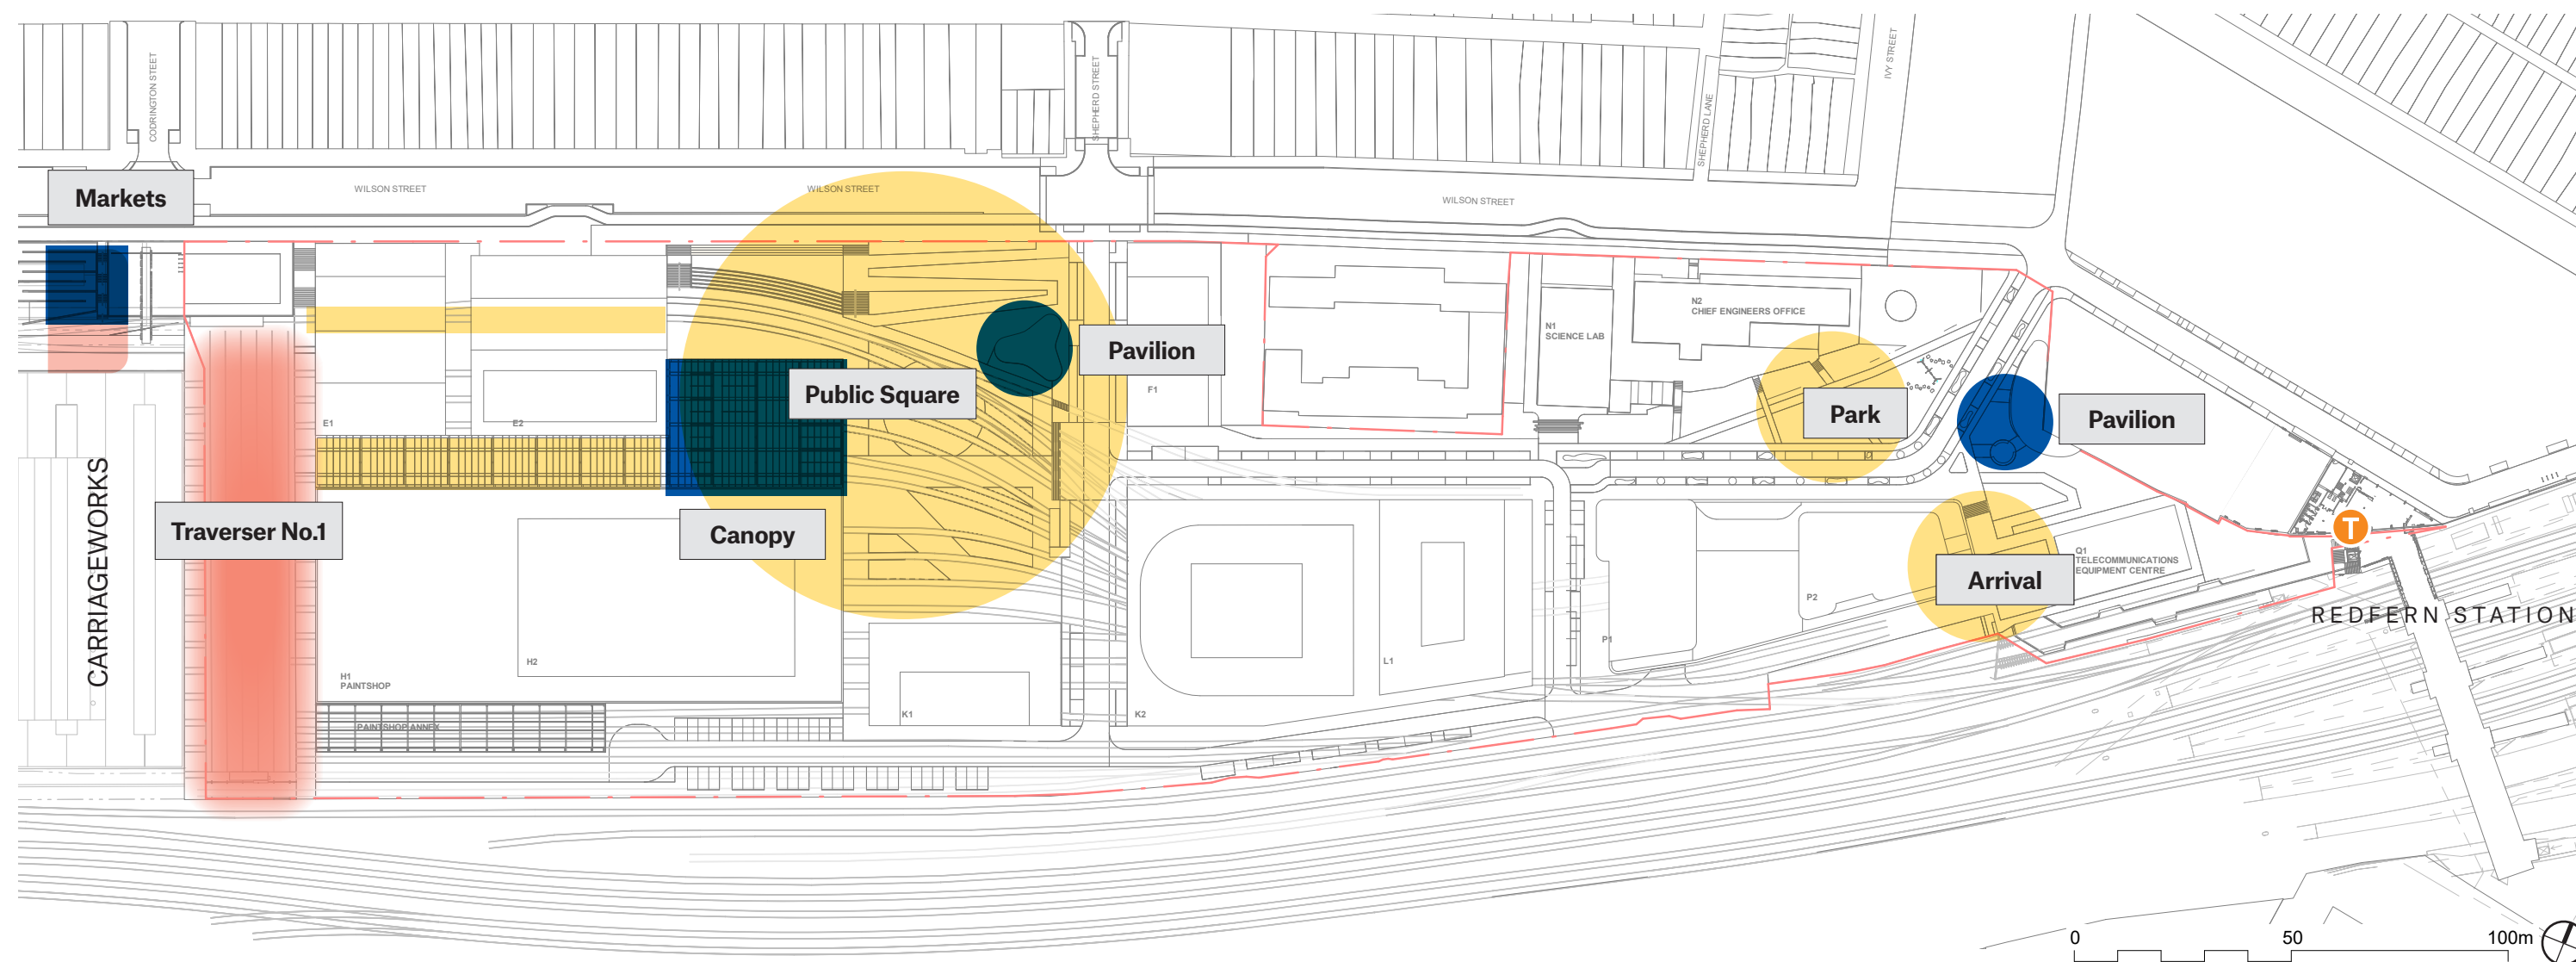 CODRINGTON STEET
SHEPHERD STREET
SHEPHERD LANE
IVY STREET
WILSON STREET
WILSON STREET
WILSON STREET
Markets
N2
CHIEF ENGINEERS OFFICE
N1
SCIENCE LAB
Pavilion
Public Square
F1
Park
Pavilion
E1
E2
CARRIAGEWORKS
Traverser No.1
Canopy
T
Q1
TELECOMMUNICATIONS
EQUIPMENT CENTRE
Arrival
P2
REDFERN STATION
P1
H2
L1
H1
PAINTSHOP
K1
K2
PAINTSHOP ANNEX
0
50
100m